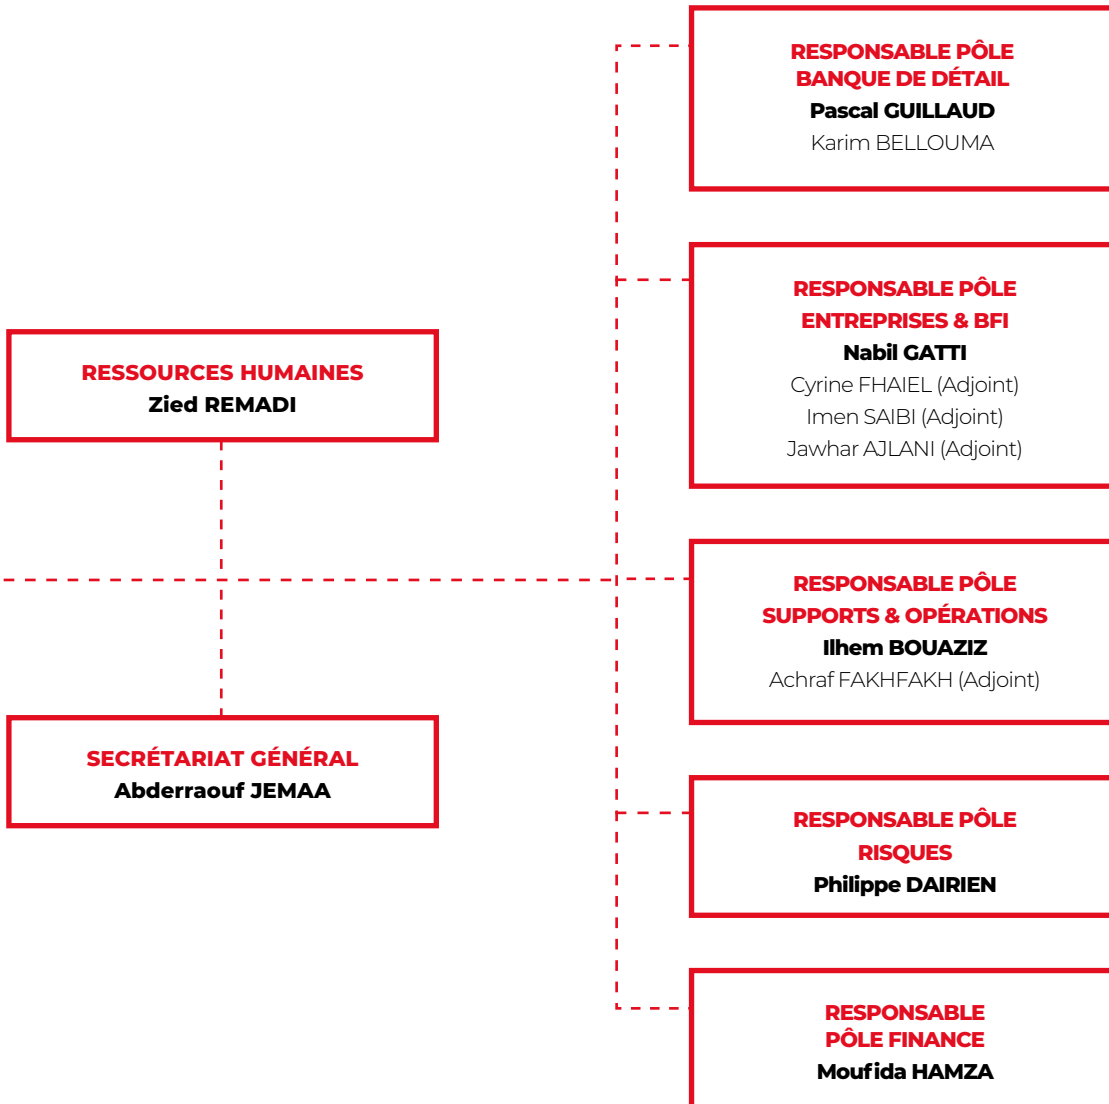 RESSOURCES HUMAINES
Zied REMADI
SECRÉTARIAT GÉNÉRAL
Abderraouf JEMAA
RESPONSABLE PÔLE
BANQUE DE DÉTAIL
Pascal GUILLAUD
Karim BELLOUMA
RESPONSABLE PÔLE
ENTREPRISES & BFI
Nabil GATTI
Cyrine FHAIEL (Adjoint)
Imen SAIBI (Adjoint)
Jawhar AJLANI (Adjoint)
RESPONSABLE PÔLE
SUPPORTS & OPÉRATIONS
Ilhem BOUAZIZ
Achraf FAKHFAKH (Adjoint)
RESPONSABLE PÔLE
RISQUES
Philippe DAIRIEN
RESPONSABLE
PÔLE FINANCE
Moufida HAMZA